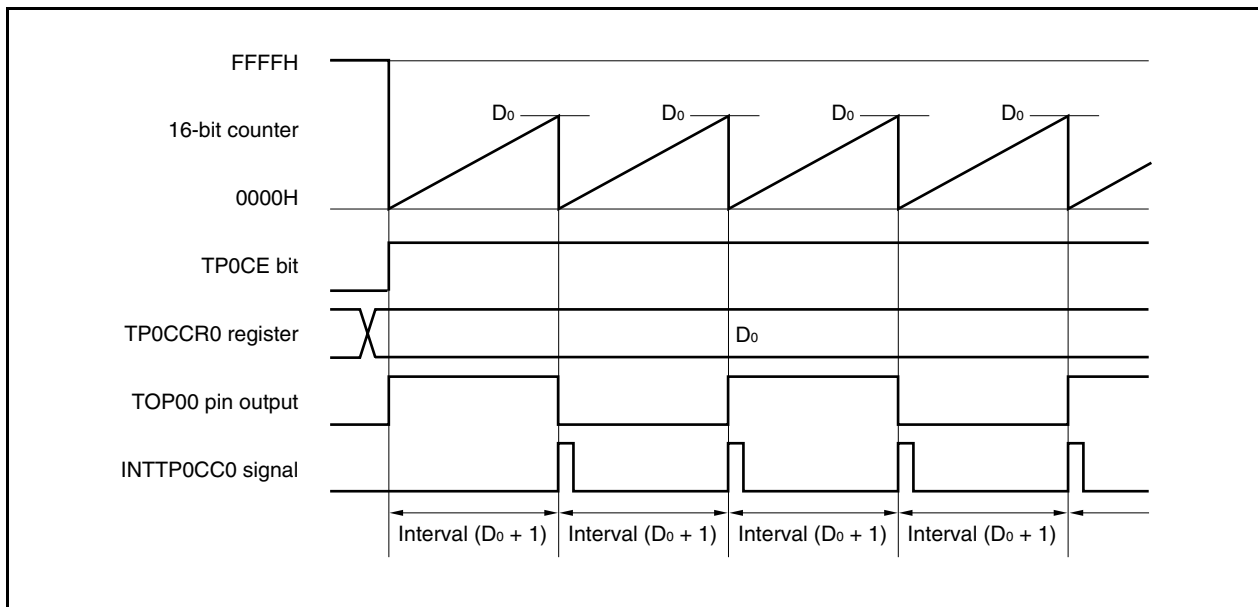 FFFFH
D0 D0 D0 D0
16-bit counter
0000H
TP0CE bit
TP0CCR0 register D0
TOP00 pin output
INTTP0CC0 signal
Interval (D0 + 1) Interval (D0 + 1) Interval (D0 + 1) Interval (D0 + 1)